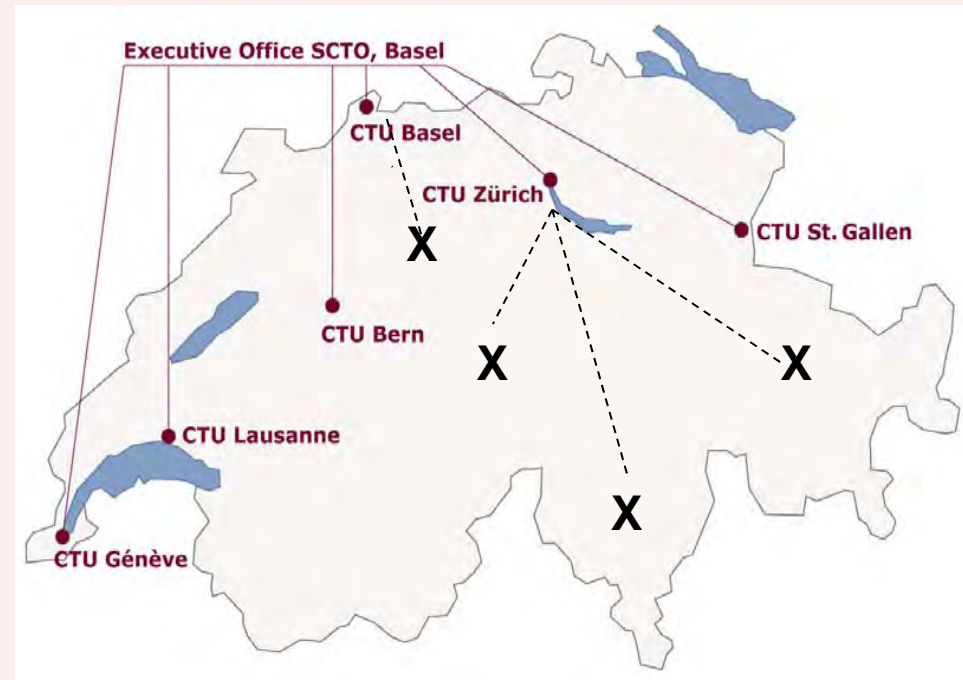 Executive Office SCTO, Basel
CTU Basel
CTU Zürich
CTU St. Gallen
X
CTU Bern
X
X
CTU Lausanne
X
CTU Génève